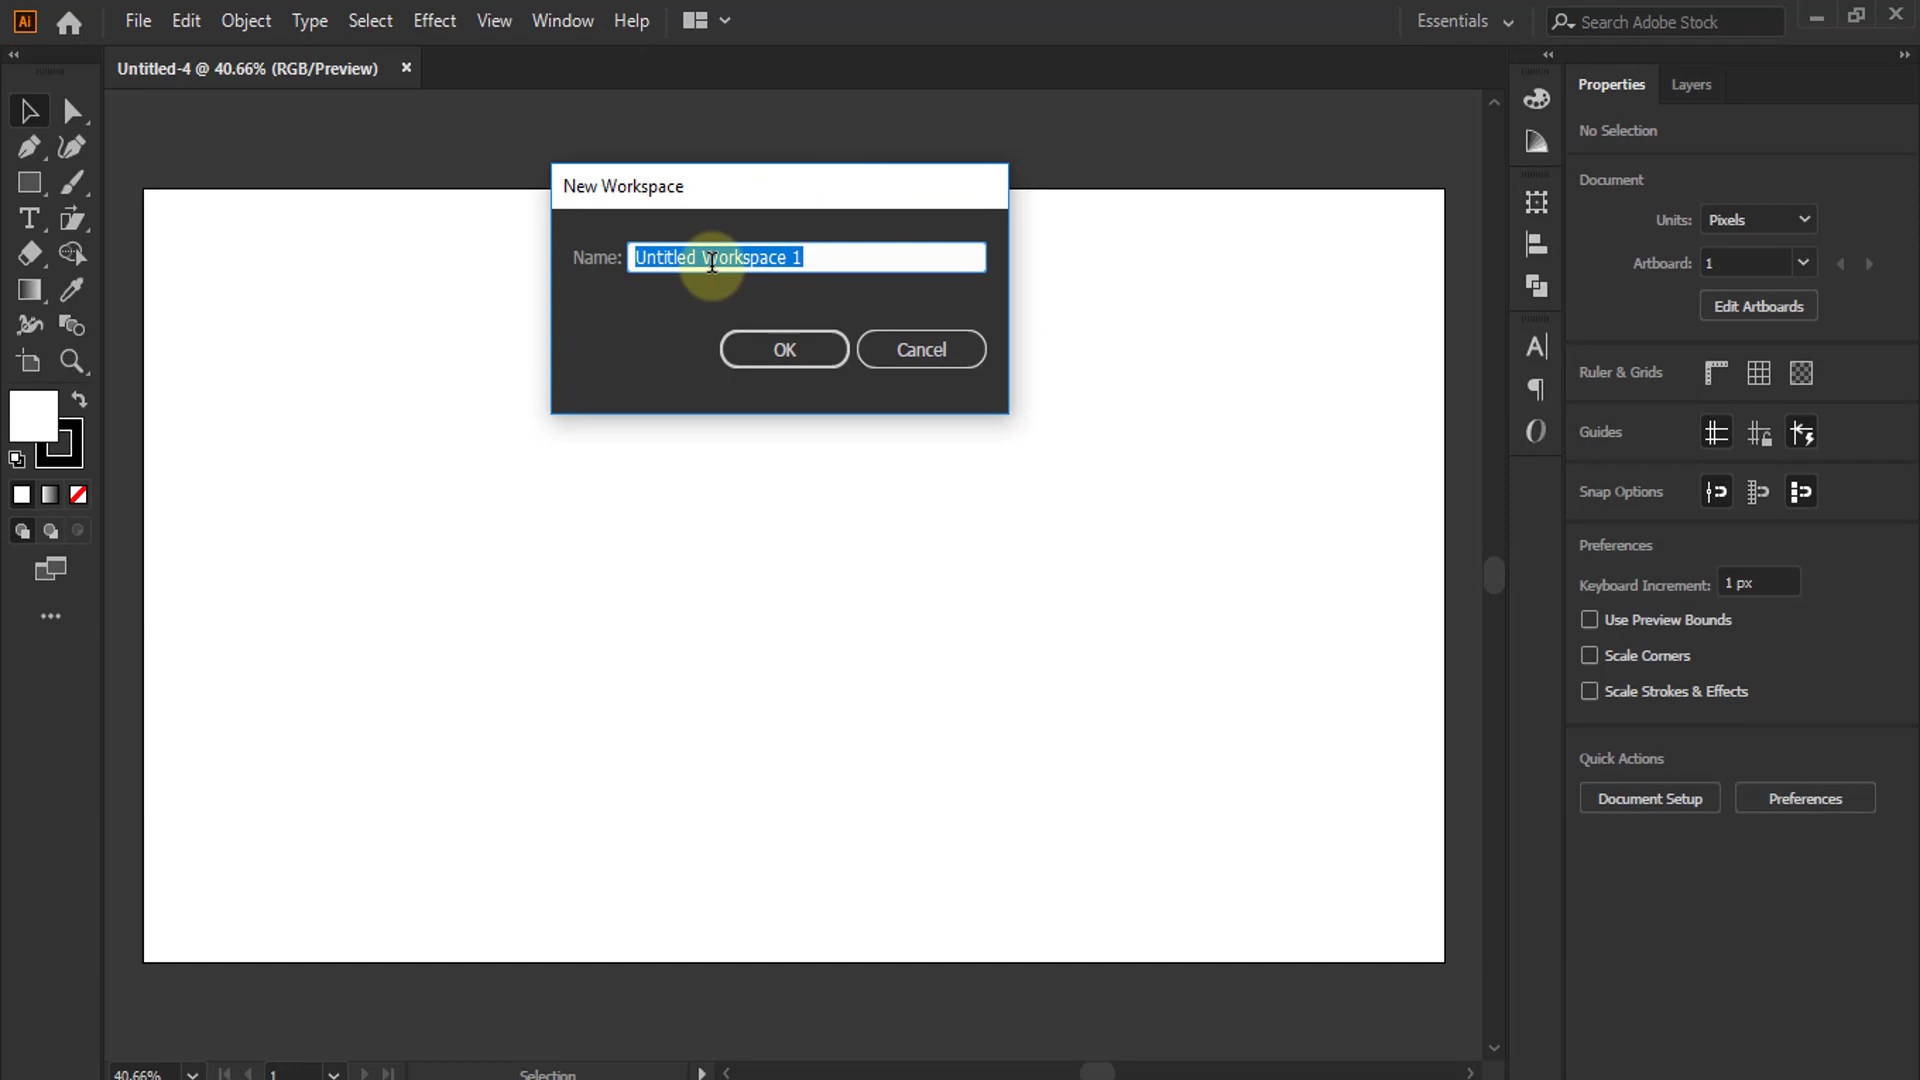 Ai File Edit Object Type Select Effect View Window Help Essentials Search Adobe Stock
Untitled-4 @ 40.66% (RGB/Preview) ×
Properties Layers
No Selection
Document
Units: Pixels
Artboard: 1
Edit Artboards
Ruler & Grids
Guides
Snap Options
Preferences
Keyboard Increment: 1 px
Use Preview Bounds
Scale Corners
Scale Strokes & Effects
Quick Actions
Document Setup Preferences
New Workspace
Name: Untitled Workspace 1
OK Cancel
40.66% 1 Selection